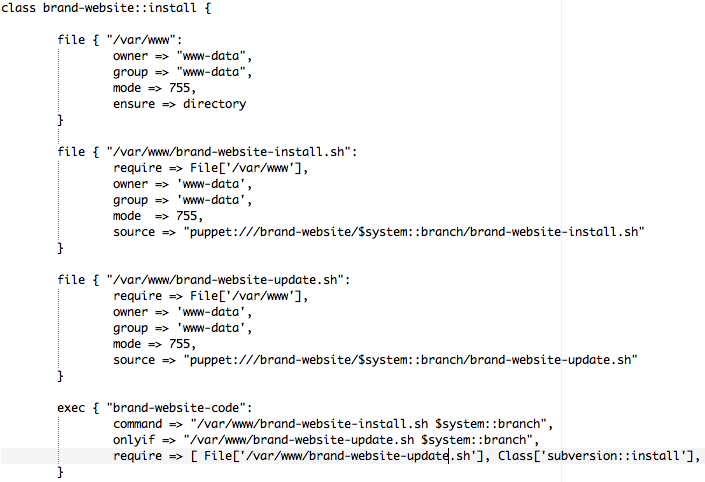 class brand-website::install {
file { "/var/www":
owner => "www-data",
group => "www-data",
mode => 755,
ensure => directory
}
file { "/var/www/brand-website-install.sh":
require => File['/var/www'],
owner => 'www-data',
group => 'www-data',
mode  => 755,
source => "puppet:///brand-website/$system::branch/brand-website-install.sh"
}
file { "/var/www/brand-website-update.sh":
require => File['/var/www'],
owner => 'www-data',
group => 'www-data',
mode => 755,
source => "puppet:///brand-website/$system::branch/brand-website-update.sh"
}
exec { "brand-website-code":
command => "/var/www/brand-website-install.sh $system::branch",
onlyif => "/var/www/brand-website-update.sh $system::branch",
require => [ File['/var/www/brand-website-update.sh'], Class['subversion::install'],
}